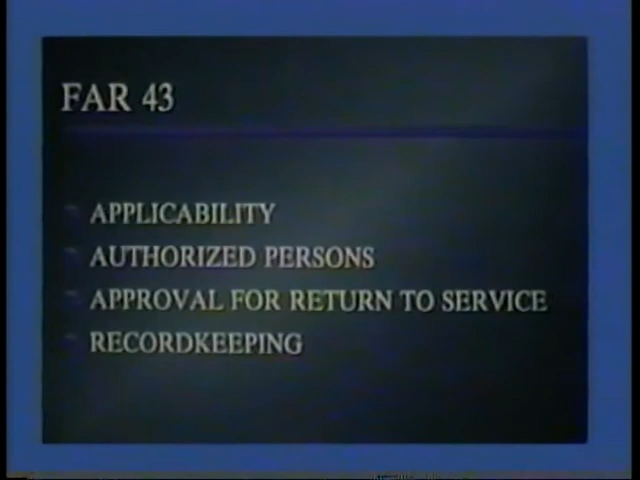 FAR 43
APPLICABILITY
AUTHORIZED PERSONS
APPROVAL FOR RETURN TO SERVICE
RECORDKEEPING